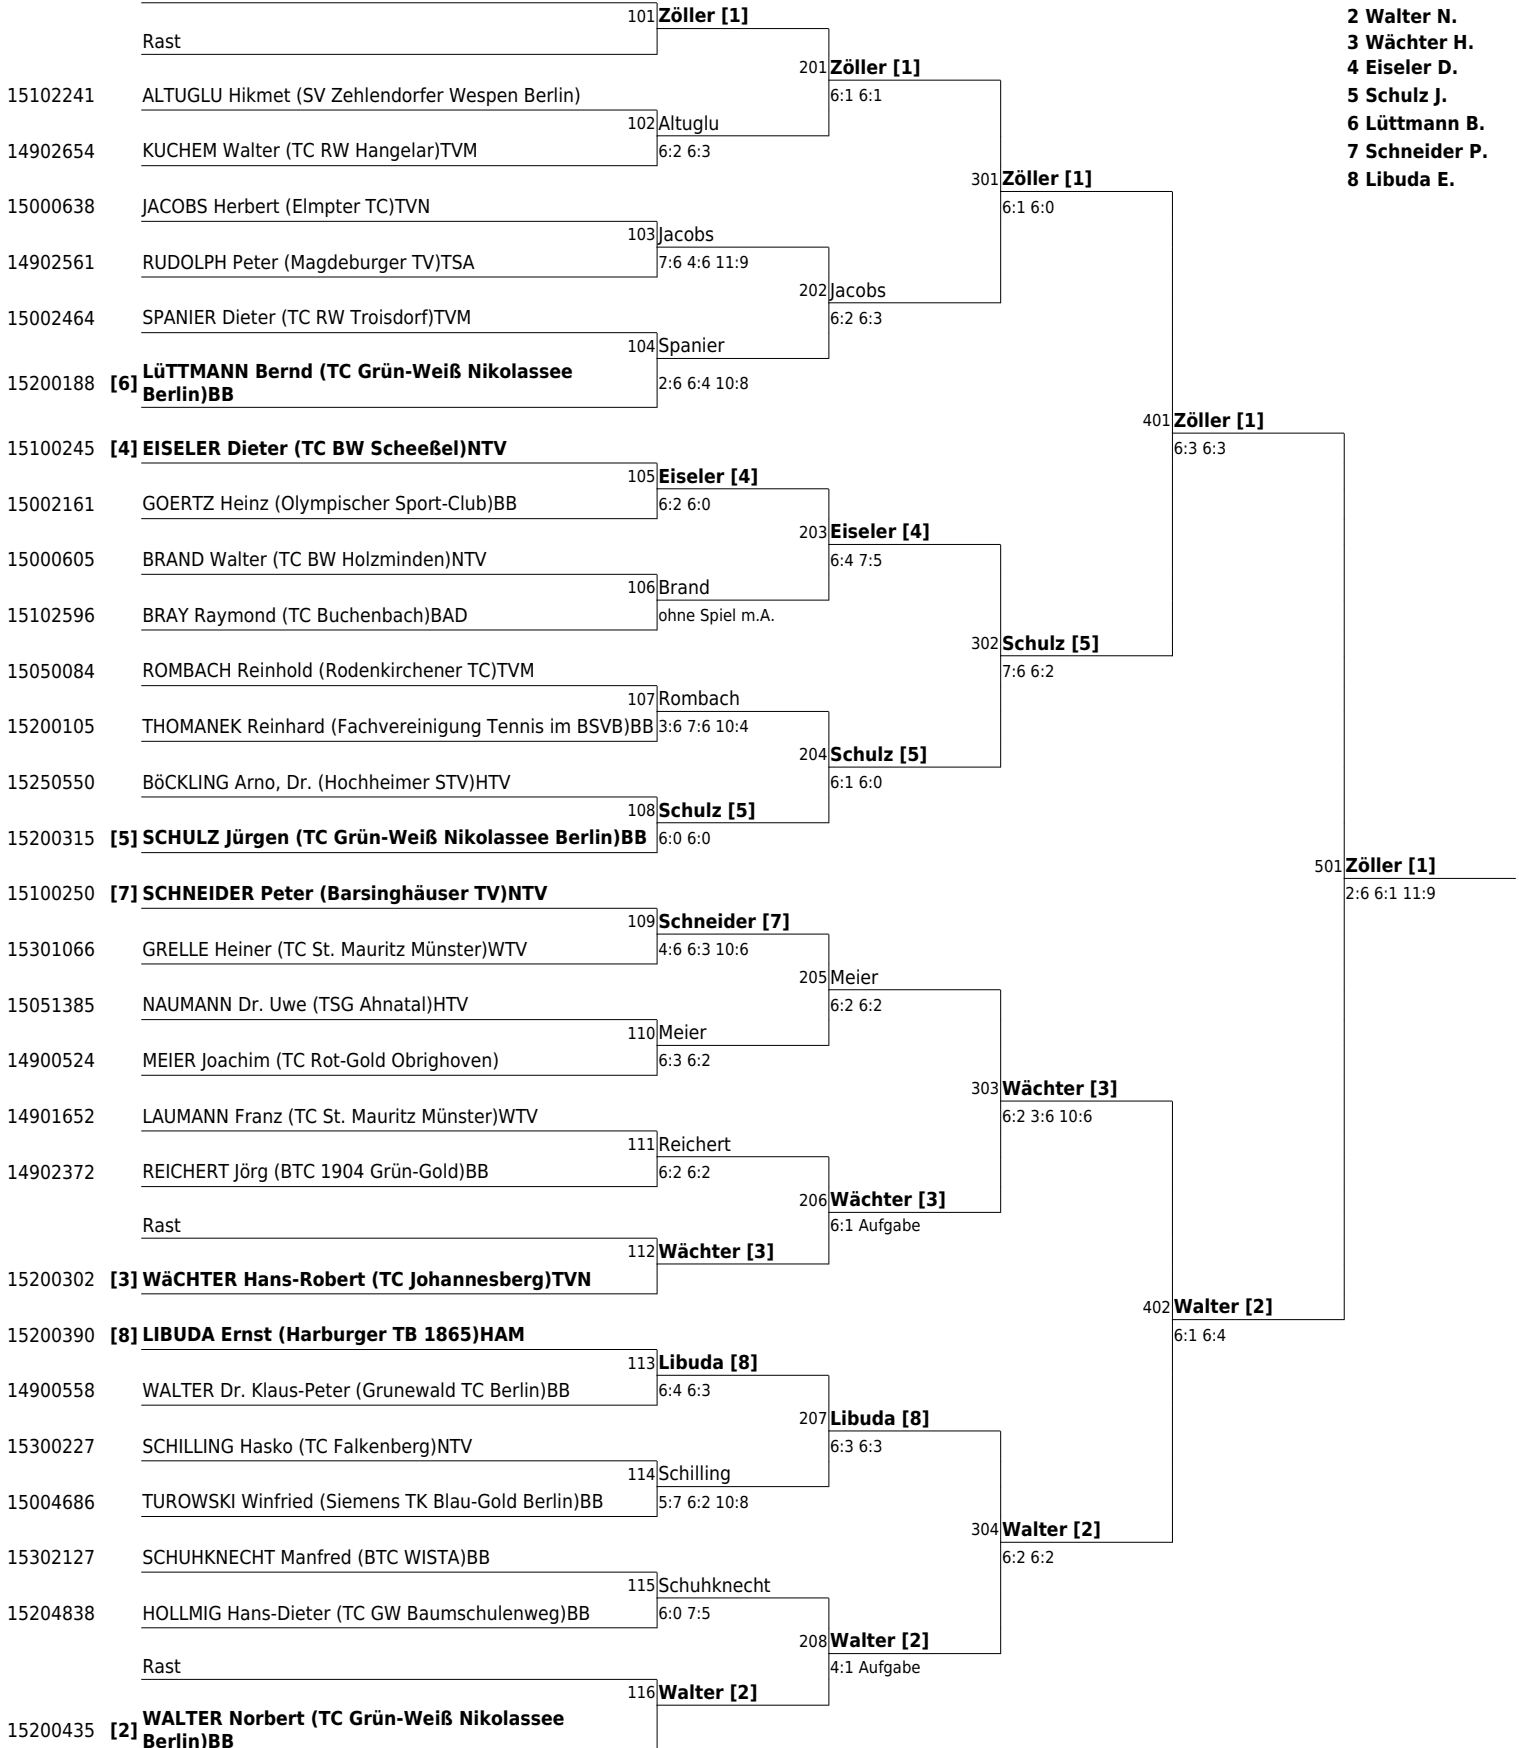 101 Zöller [1]
2 Walter N.
Rast
3 Wächter H.
201 Zöller [1]
4 Eiseler D.
15102241 ALTUGLU Hikmet (SV Zehlendorfer Wespen Berlin)
6:1 6:1
5 Schulz J.
102 Altuglu
6 Lüttmann B.
14902654 KUCHEM Walter (TC RW Hangelar)TVM
6:2 6:3
7 Schneider P.
301 Zöller [1]
8 Libuda E.
15000638 JACOBS Herbert (Elmpter TC)TVN
6:1 6:0
103 Jacobs
14902561 RUDOLPH Peter (Magdeburger TV)TSA
7:6 4:6 11:9
202 Jacobs
15002464 SPANIER Dieter (TC RW Troisdorf)TVM
6:2 6:3
104 Spanier
15200188 [6] LüTTMANN Bernd (TC Grün-Weiß Nikolassee
Berlin)BB
2:6 6:4 10:8
401 Zöller [1]
15100245 [4] EISELER Dieter (TC BW Scheeßel)NTV
6:3 6:3
105 Eiseler [4]
15002161 GOERTZ Heinz (Olympischer Sport-Club)BB
6:2 6:0
203 Eiseler [4]
15000605 BRAND Walter (TC BW Holzminden)NTV
6:4 7:5
106 Brand
15102596 BRAY Raymond (TC Buchenbach)BAD
ohne Spiel m.A.
302 Schulz [5]
15050084 ROMBACH Reinhold (Rodenkirchener TC)TVM
7:6 6:2
107 Rombach
15200105 THOMANEK Reinhard (Fachvereinigung Tennis im BSVB)BB
3:6 7:6 10:4
204 Schulz [5]
15250550 BöCKLING Arno, Dr. (Hochheimer STV)HTV
6:1 6:0
108 Schulz [5]
15200315 [5] SCHULZ Jürgen (TC Grün-Weiß Nikolassee Berlin)BB
6:0 6:0
501 Zöller [1]
15100250 [7] SCHNEIDER Peter (Barsinghäuser TV)NTV
2:6 6:1 11:9
109 Schneider [7]
15301066 GRELLE Heiner (TC St. Mauritz Münster)WTV
4:6 6:3 10:6
205 Meier
15051385 NAUMANN Dr. Uwe (TSG Ahnatal)HTV
6:2 6:2
110 Meier
14900524 MEIER Joachim (TC Rot-Gold Obrighoven)
6:3 6:2
303 Wächter [3]
14901652 LAUMANN Franz (TC St. Mauritz Münster)WTV
6:2 3:6 10:6
111 Reichert
14902372 REICHERT Jörg (BTC 1904 Grün-Gold)BB
6:2 6:2
206 Wächter [3]
Rast
6:1 Aufgabe
112 Wächter [3]
15200302 [3] WäCHTER Hans-Robert (TC Johannesberg)TVN
402 Walter [2]
15200390 [8] LIBUDA Ernst (Harburger TB 1865)HAM
6:1 6:4
113 Libuda [8]
14900558 WALTER Dr. Klaus-Peter (Grunewald TC Berlin)BB
6:4 6:3
207 Libuda [8]
15300227 SCHILLING Hasko (TC Falkenberg)NTV
6:3 6:3
114 Schilling
15004686 TUROWSKI Winfried (Siemens TK Blau-Gold Berlin)BB
5:7 6:2 10:8
304 Walter [2]
15302127 SCHUHKNECHT Manfred (BTC WISTA)BB
6:2 6:2
115 Schuhknecht
15204838 HOLLMIG Hans-Dieter (TC GW Baumschulenweg)BB
6:0 7:5
208 Walter [2]
Rast
4:1 Aufgabe
116 Walter [2]
15200435 [2] WALTER Norbert (TC Grün-Weiß Nikolassee
Berlin)BB